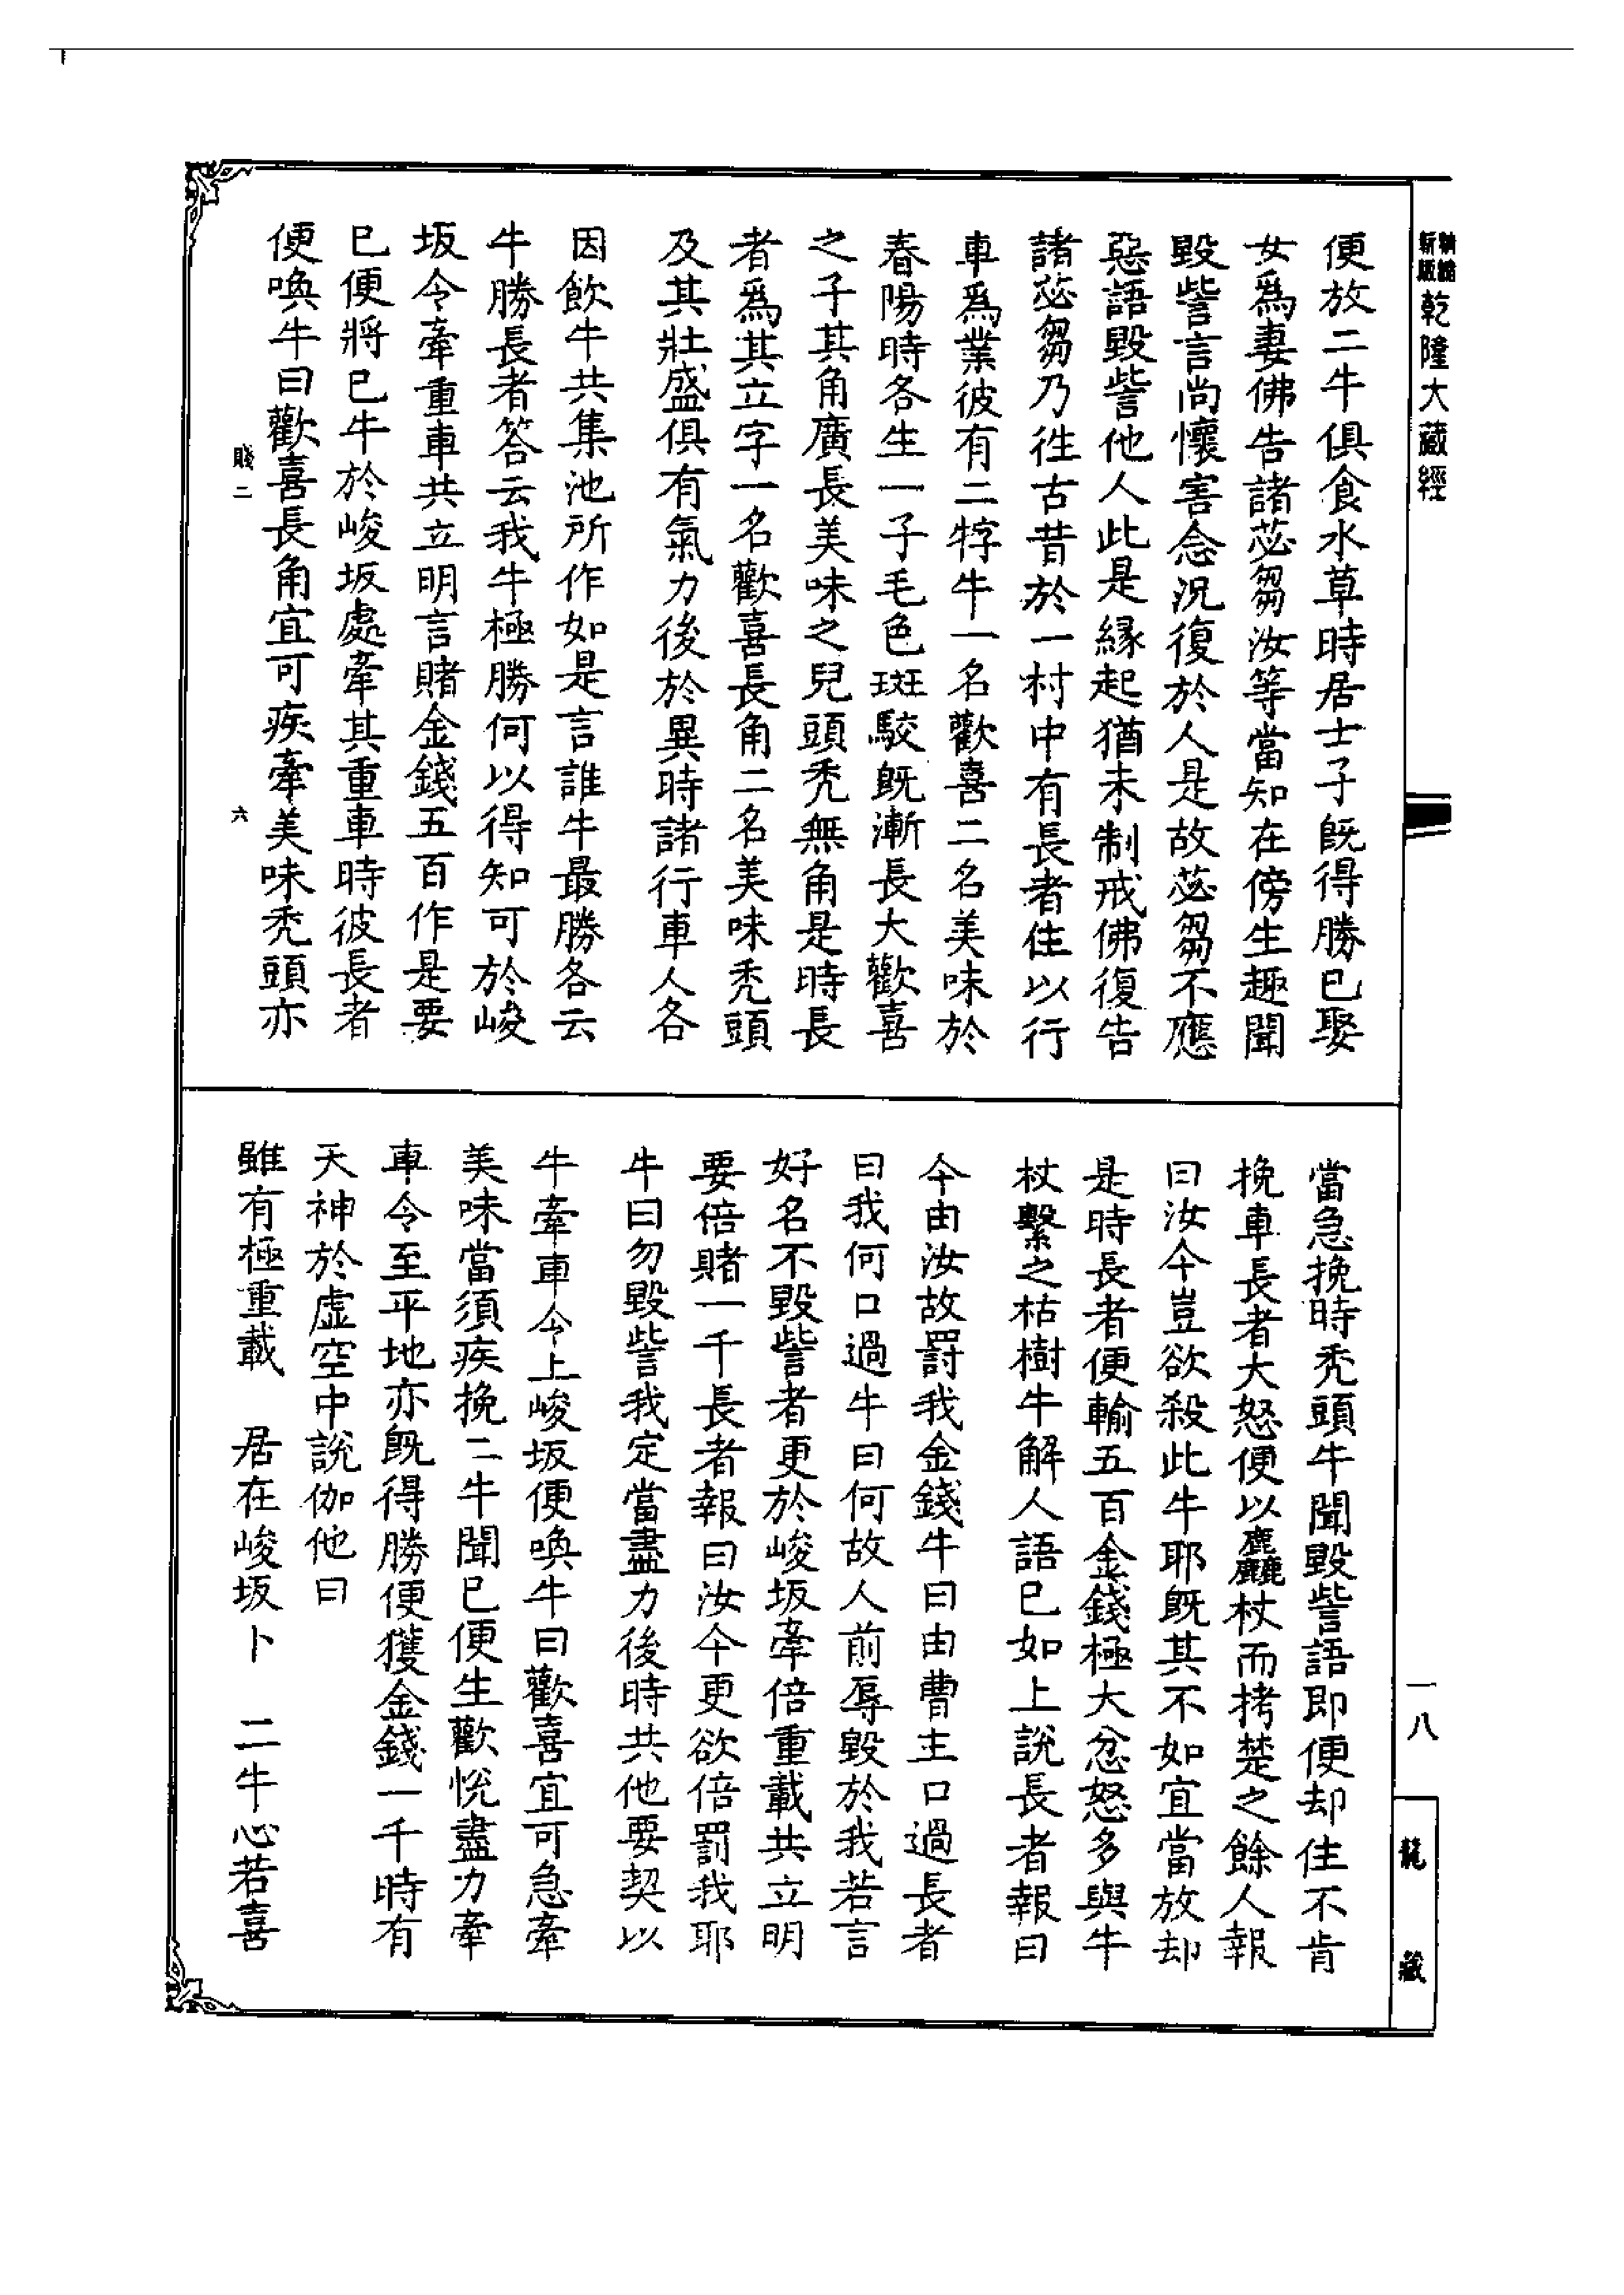 精縮
新版
乾隆大藏經
便放二牛俱食水草時居士子旣得勝已娶
女爲妻佛告諸苾芻汝等當知在傍生趣聞
毀訾言尚懷害念況復於人是故苾芻不應
惡語毀訾他人此是緣起猶未制戒佛復告
諸苾芻乃徃古昔於一村中有長者住以行
車爲業彼有二牸牛一名歡喜二名美味於
春陽時各生一子毛色斑駮旣漸長大歡喜
之子其角廣長美味之兒頭禿無角是時長
者爲其立字一名歡喜長角二名美味禿頭
及其壯盛俱有氣力後於異時諸行車人各
因飲牛共集池所作如是言誰牛最勝各云
牛勝長者答云我牛極勝何以得知可於峻
坂令牽重車共立明言賭金錢五百作是要
已便將已牛於峻坂處牽其重車時彼長者
便喚牛曰歡喜長角宜可疾牽美味禿頭亦
賤二
六
當急挽時禿頭牛聞毀訾語即便却住不肯
挽車長者大怒便以麤杖而拷楚之餘人報
曰汝今豈欲殺此牛耶旣其不如宜當放却
是時長者便輸五百金錢極大忿怒多與牛
杖繫之枯樹牛解人語已如上說長者報曰
今由汝故罰我金錢牛曰由曹主口過長者
曰我何口過牛曰何故人前辱毀於我若言
好名不毀訾者更於峻坂牽倍重載共立明
要倍賭一千長者報曰汝今更欲倍罰我耶
牛曰勿毀訾我定當盡力後時共他要契以
牛牽車令上峻坂便喚牛曰歡喜宜可急牽
美味當須疾挽二牛聞已便生歡悅盡力牽
車令至平地亦旣得勝便獲金錢一千時有
天神於虛空中說伽他曰
雖有極重載　居在峻坂卜　二牛心若喜
一八
龍藏